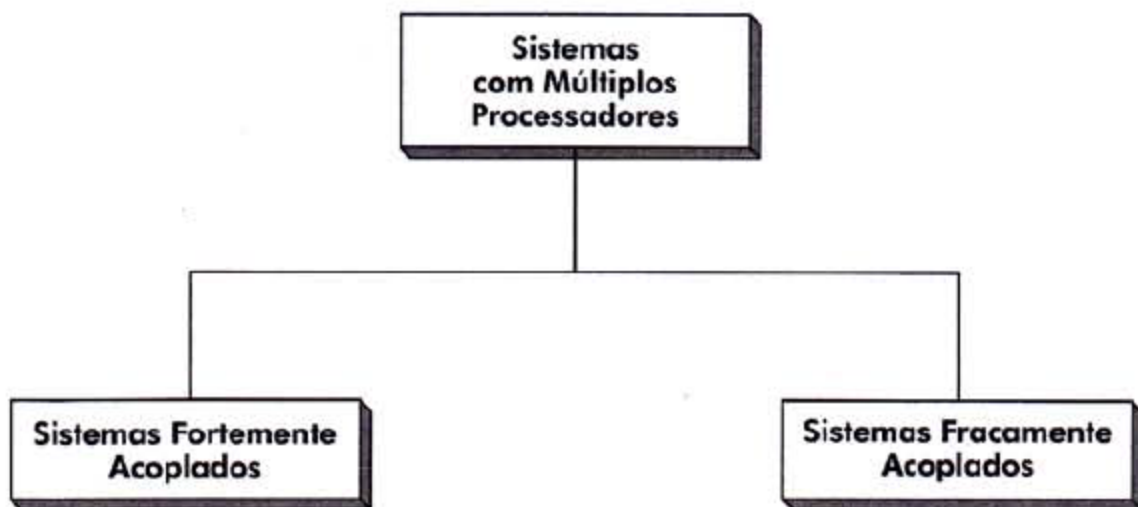 Sistemas
com Múltiplos
Processadores
Sistemas Fortemente
Acoplados
Sistemas Fracamente
Acoplados